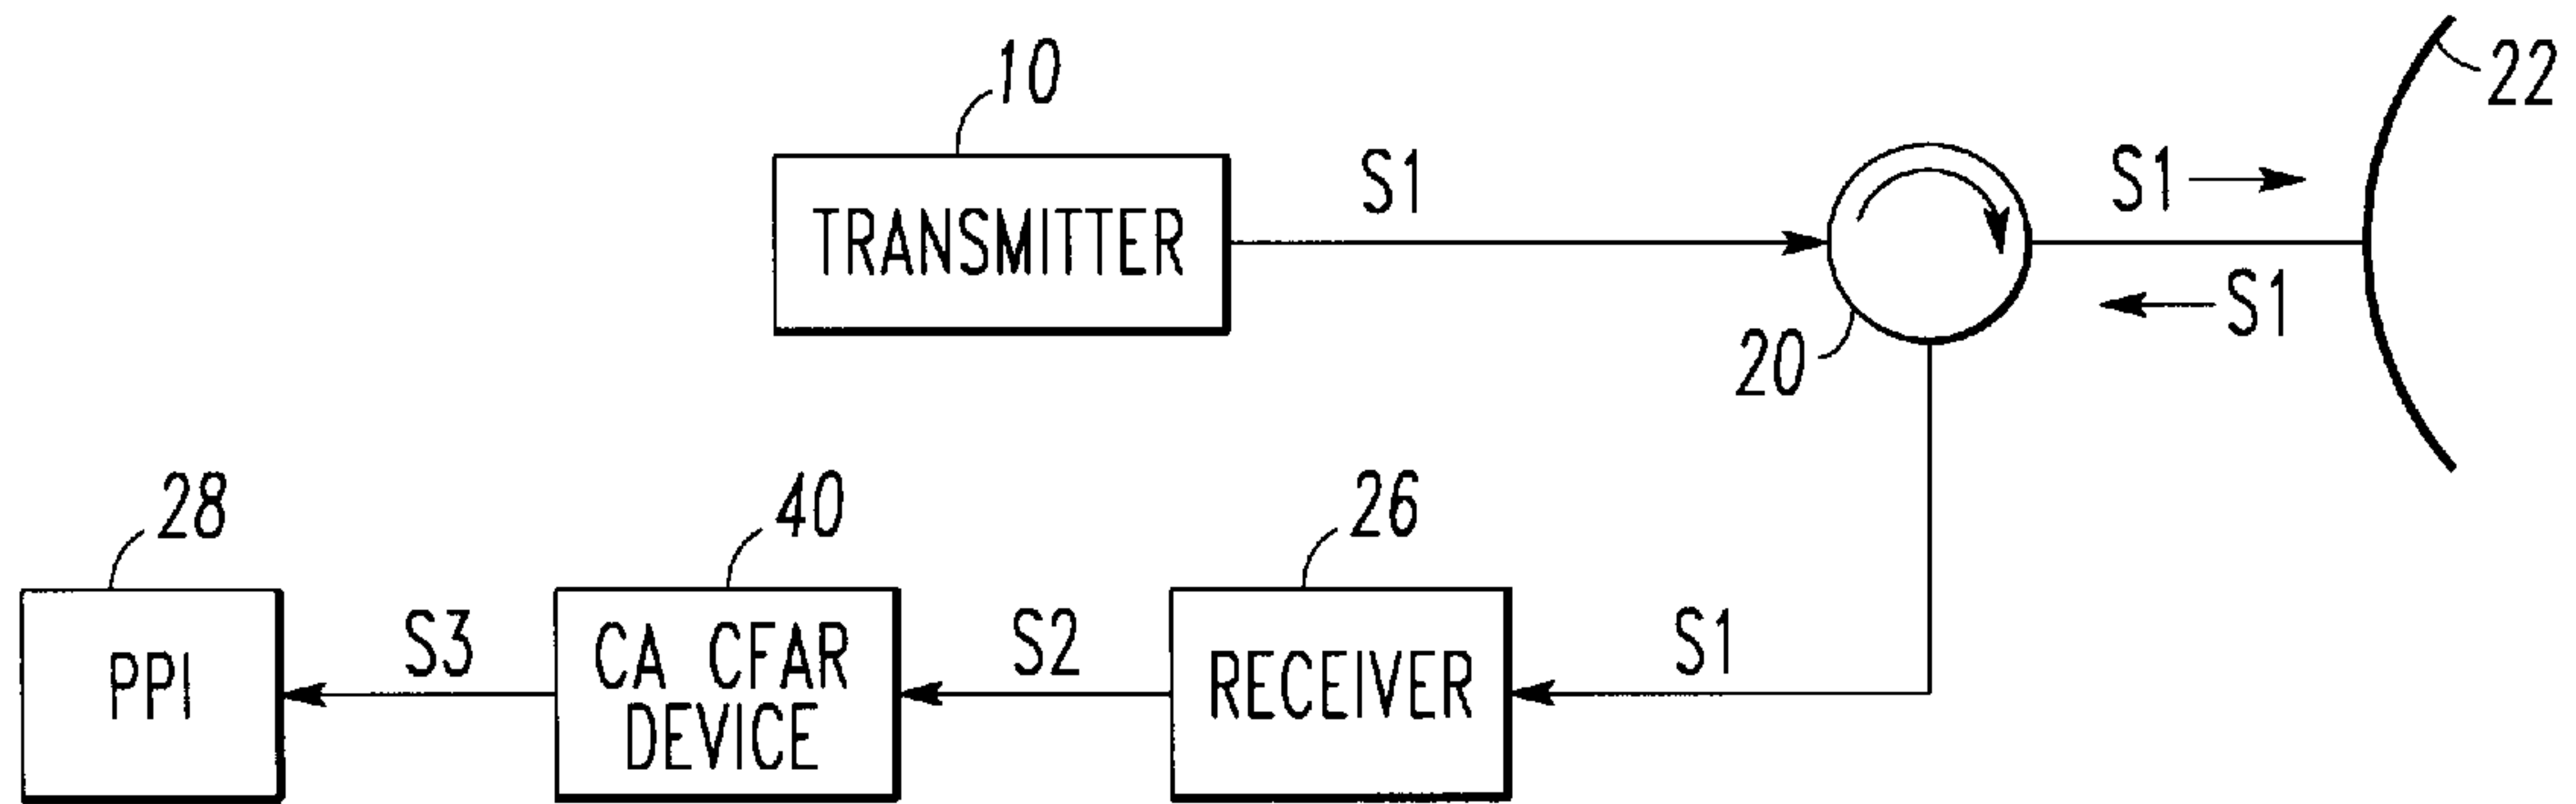 10
22
TRANSMITTER
S1
S1
S1
20
28
40
26
PPI
S3
CA CFAR
DEVICE
S2
RECEIVER
S1